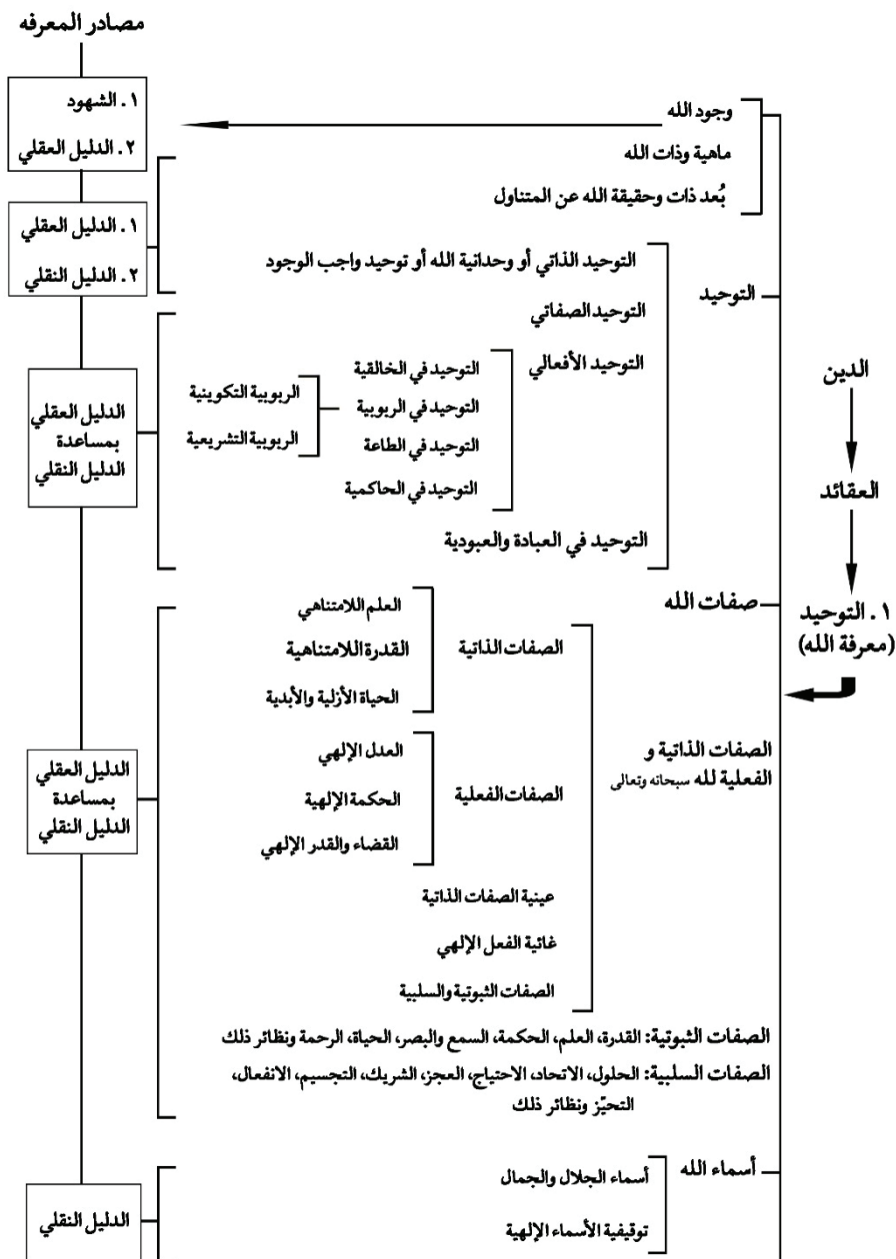 مصادر المعرفه
١. الشهود
٢. الدليل العقلي
١. الدليل العقلي
٢. الدليل النقلي
الدليل العقلي
بمساعدة
الدليل النقلي
الدليل العقلي
بمساعدة
الدليل النقلي
الدليل النقلي
الدين
العقائد
١. التوحيد
(معرفة الله)
وجود الله
ماهية وذات الله
بُعد ذات وحقيقة الله عن المتناول
التوحيد
التوحيد الذاتي أو وحدانية الله أو توحيد واجب الوجود
التوحيد الصفاتي
التوحيد الأفعالي
التوحيد في الخالقية
التوحيد في الربوبية
الربوبية التكوينية
الربوبية التشريعية
التوحيد في الطاعة
التوحيد في الحاكمية
التوحيد في العبادة والعبودية
صفات الله
الصفات الذاتية و
الفعلية لله سبحانه وتعالى
الصفات الذاتية
العلم اللامتناهي
القدرة اللامتناهية
الحياة الأزلية والأبدية
الصفات الفعلية
العدل الإلهي
الحكمة الإلهية
القضاء والقدر الإلهي
عينية الصفات الذاتية
غائية الفعل الإلهي
الصفات الثبوتية والسلبية
الصفات الثبوتية: القدرة، العلم، الحكمة، السمع والبصر، الحياة، الرحمة ونظائر ذلك
الصفات السلبية: الحلول، الاتحاد، الاحتياج، العجز، الشريك، التجسيم، الانفعال،
التحيّز ونظائر ذلك
أسماء الله
أسماء الجلال والجمال
توقيفية الأسماء الإلهية